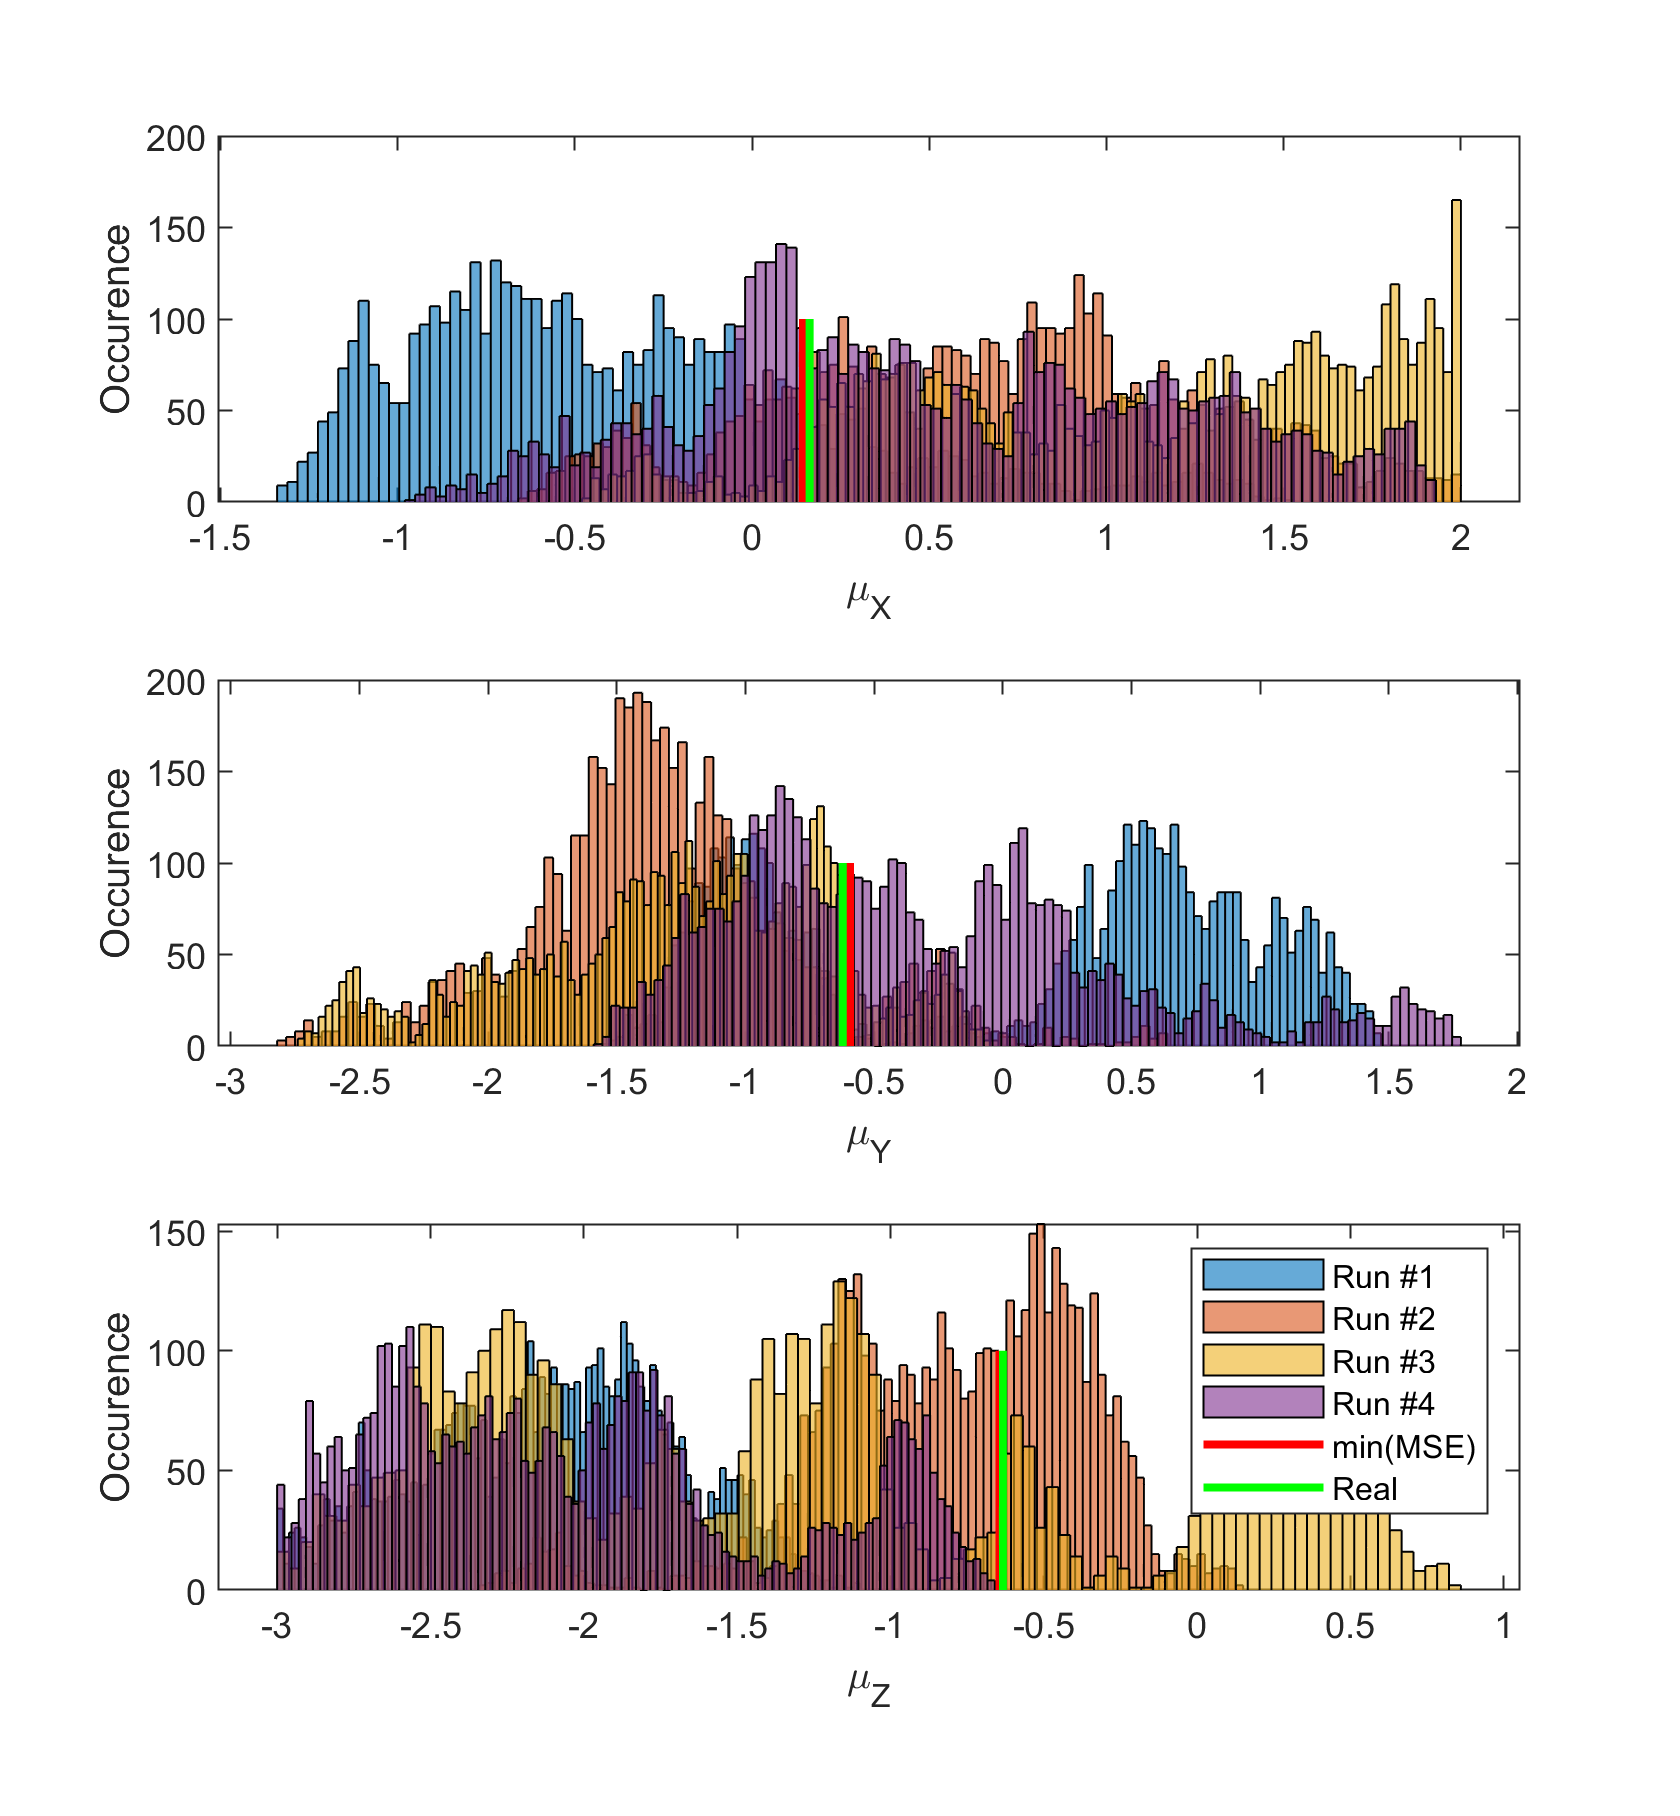 200
150
100
50
0
Occurence
-1.5 -1 -0.5 0 0.5 1 1.5 2
μX
200
150
100
50
0
Occurence
-3 -2.5 -2 -1.5 -1 -0.5 0 0.5 1 1.5 2
μY
150
100
50
0
Occurence
Run #1
Run #2
Run #3
Run #4
min(MSE)
Real
-3 -2.5 -2 -1.5 -1 -0.5 0 0.5 1
μZ